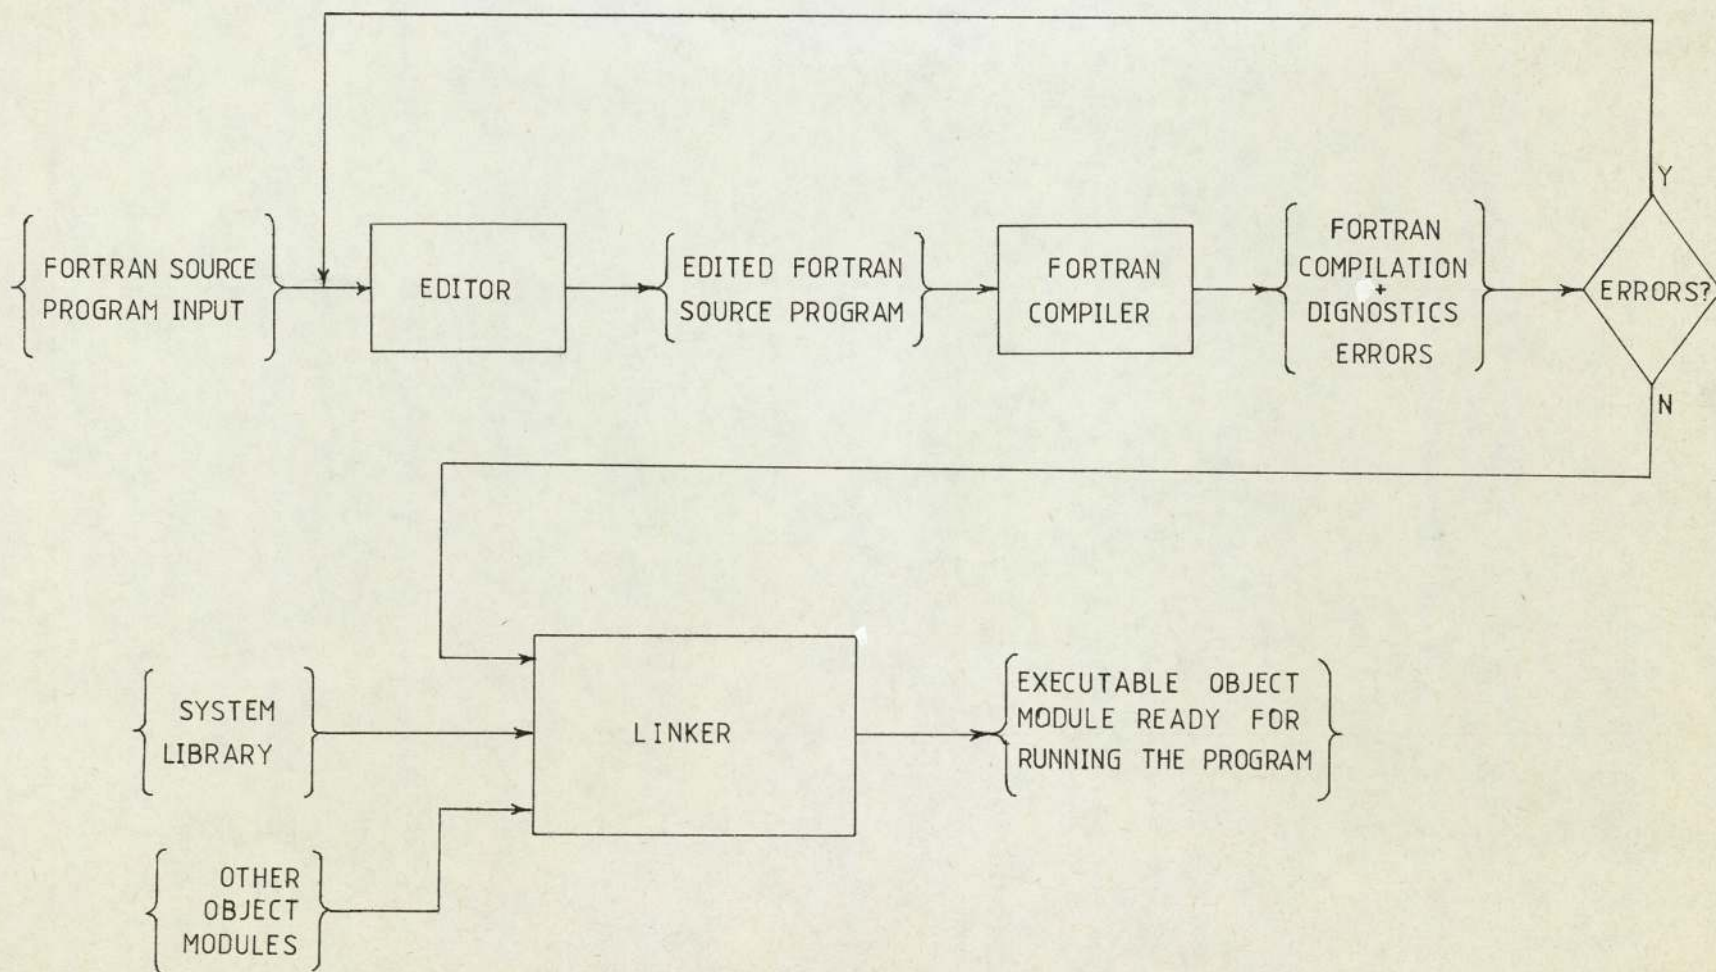 FORTRAN SOURCE
PROGRAM INPUT
EDITOR
EDITED FORTRAN
SOURCE PROGRAM
FORTRAN
COMPILER
FORTRAN
COMPILATION
+
DIGNOSTICS
ERRORS
ERRORS?
Y
N
SYSTEM
LIBRARY
OTHER
OBJECT
MODULES
LINKER
EXECUTABLE OBJECT
MODULE READY FOR
RUNNING THE PROGRAM